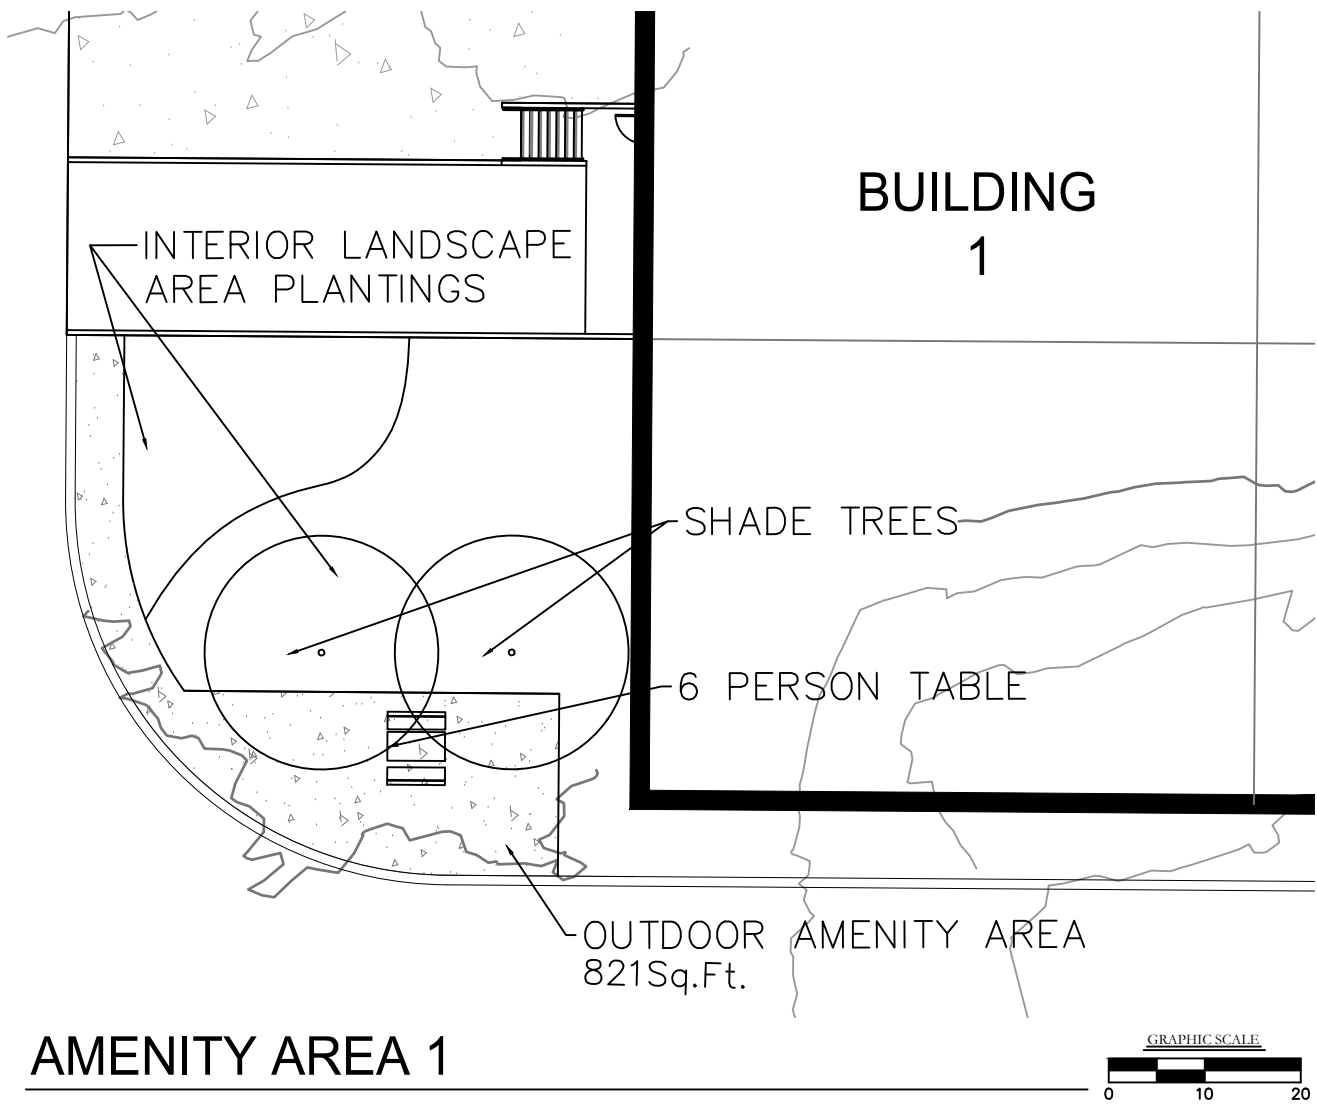 BUILDING
1
INTERIOR LANDSCAPE
AREA PLANTINGS
SHADE TREES
6 PERSON TABLE
OUTDOOR AMENITY AREA
821Sq.Ft.
AMENITY AREA 1
GRAPHIC SCALE
0 10 20